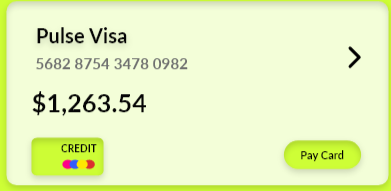 Pulse Visa
5682 8754 3478 0982
$1,263.54
CREDIT
Pay Card